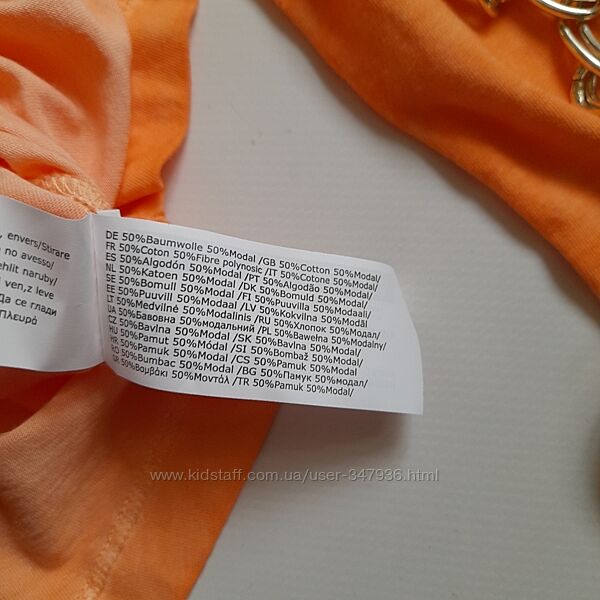 , envers/Stirare
no avesso/
ehlit naruby/
l ven,z leve
Да се глади
Πλευρό
DE 50%Baumwolle 50%Modal /GB 50%Cotton 50%Modal/
FR 50%Coton 50%Fibre polynosic /IT 50%Cotone 50%Modal/
ES 50%Algodón 50%Modal /PT 50%Algodão 50%Modal/
NL 50%Katoen 50%Modal /DK 50%Bomuld 50%Modal/
SE 50%Bomull 50%Modal /FI 50%Puuvilla 50%Modaali/
EE 50%Puuvill 50%Modaal /LV 50%Kokvilna 50%Modāl/
LT 50%Medvilnė 50%Modalinis /RU 50%Хлопок 50%Модал/
UA 50%Бавовна 50%модальний /PL 50%Bawełna 50%Modalny/
CZ 50%Bavlna 50%Modal /SK 50%Bavlna 50%Modal/
HU 50%Pamut 50%Modal /SI 50%Bombaž 50%Modal/
HR 50%Pamuk 50%Modal /CS 50%Pamuk 50%Modal/
RO 50%Bumbac 50%Modal /BG 50%Памук 50%модал/
GR 50%Βαμβάκι 50%Μοντάλ /TR 50%Pamuk 50%Modal/
www.kidstaff.com.ua/user-347936.html